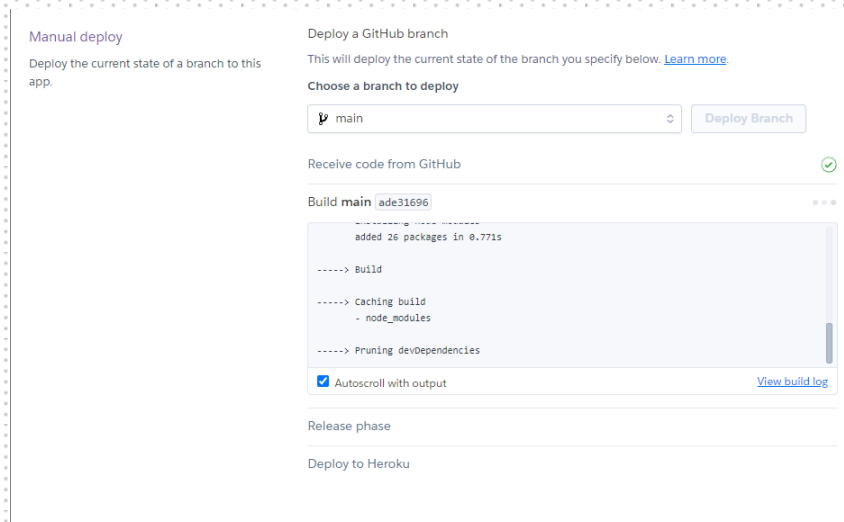 Manual deploy
Deploy the current state of a branch to this
app.
Deploy a GitHub branch
This will deploy the current state of the branch you specify below. Learn more.
Choose a branch to deploy
main
Deploy Branch
Receive code from GitHub
Build main ade31696
added 26 packages in 0.771s
-----> Build
-----> Caching build
- node_modules
-----> Pruning devDependencies
Autoscroll with output
View build log
Release phase
Deploy to Heroku